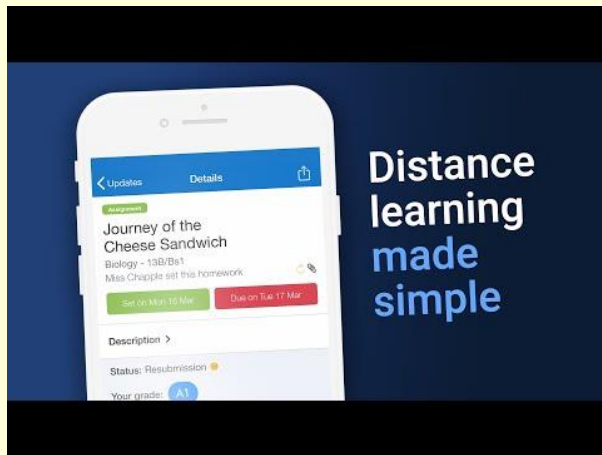 Updates
Details
Assignment
Journey of the
Cheese Sandwich
Biology - 13B/Bs1
Miss Chapple set this homework
Set on Mon 16 Mar
Due on Tue 17 Mar
Description >
Status: Resubmission
Your grade: A1
Distance
learning
made
simple